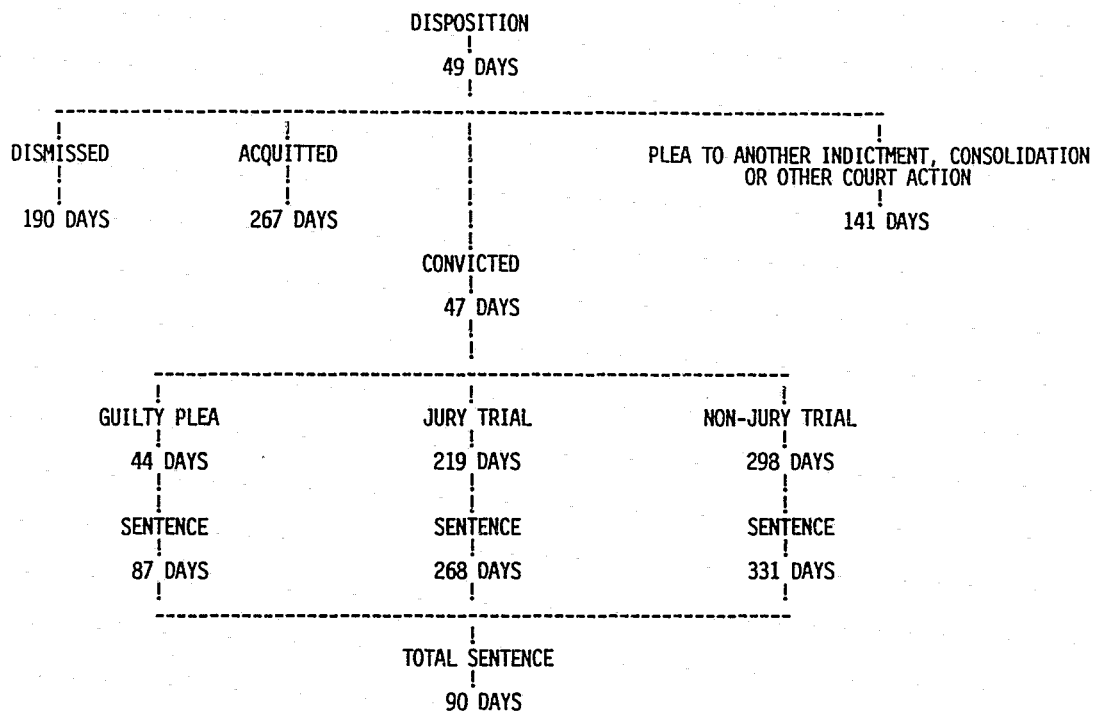 DISPOSITION
49 DAYS
DISMISSED ACQUITTED PLEA TO ANOTHER INDICTMENT, CONSOLIDATION
OR OTHER COURT ACTION
190 DAYS 267 DAYS 141 DAYS
CONVICTED
47 DAYS
GUILTY PLEA JURY TRIAL NON-JURY TRIAL
44 DAYS 219 DAYS 298 DAYS
SENTENCE SENTENCE SENTENCE
87 DAYS 268 DAYS 331 DAYS
TOTAL SENTENCE
90 DAYS